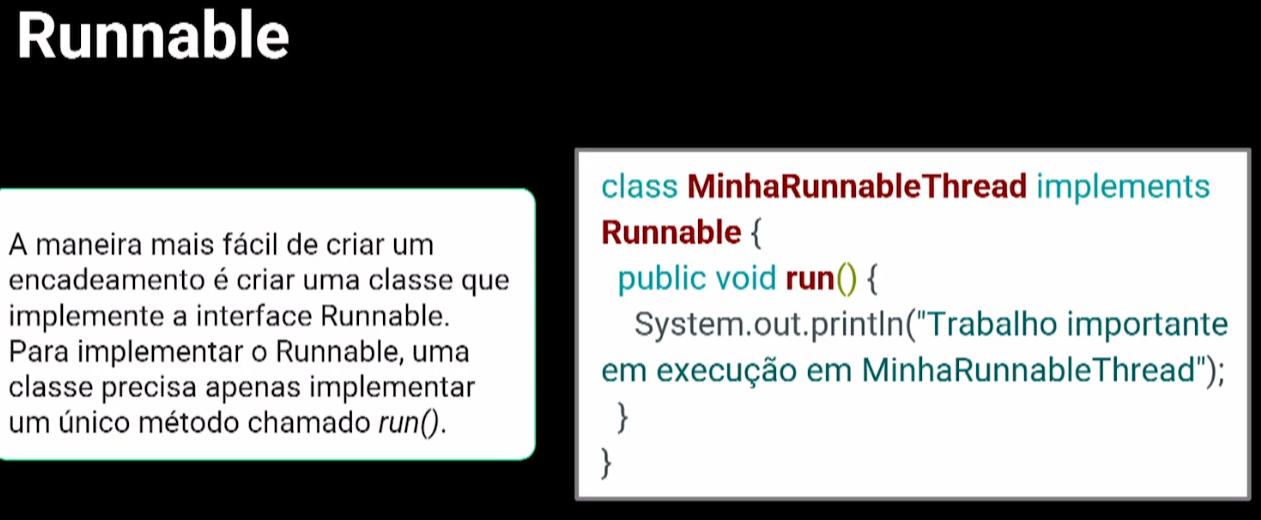 Runnable
A maneira mais fácil de criar um
encadeamento é criar uma classe que
implemente a interface Runnable.
Para implementar o Runnable, uma
classe precisa apenas implementar
um único método chamado run().
class MinhaRunnableThread implements
Runnable {
public void run() {
System.out.println("Trabalho importante
em execução em MinhaRunnableThread");
}
}